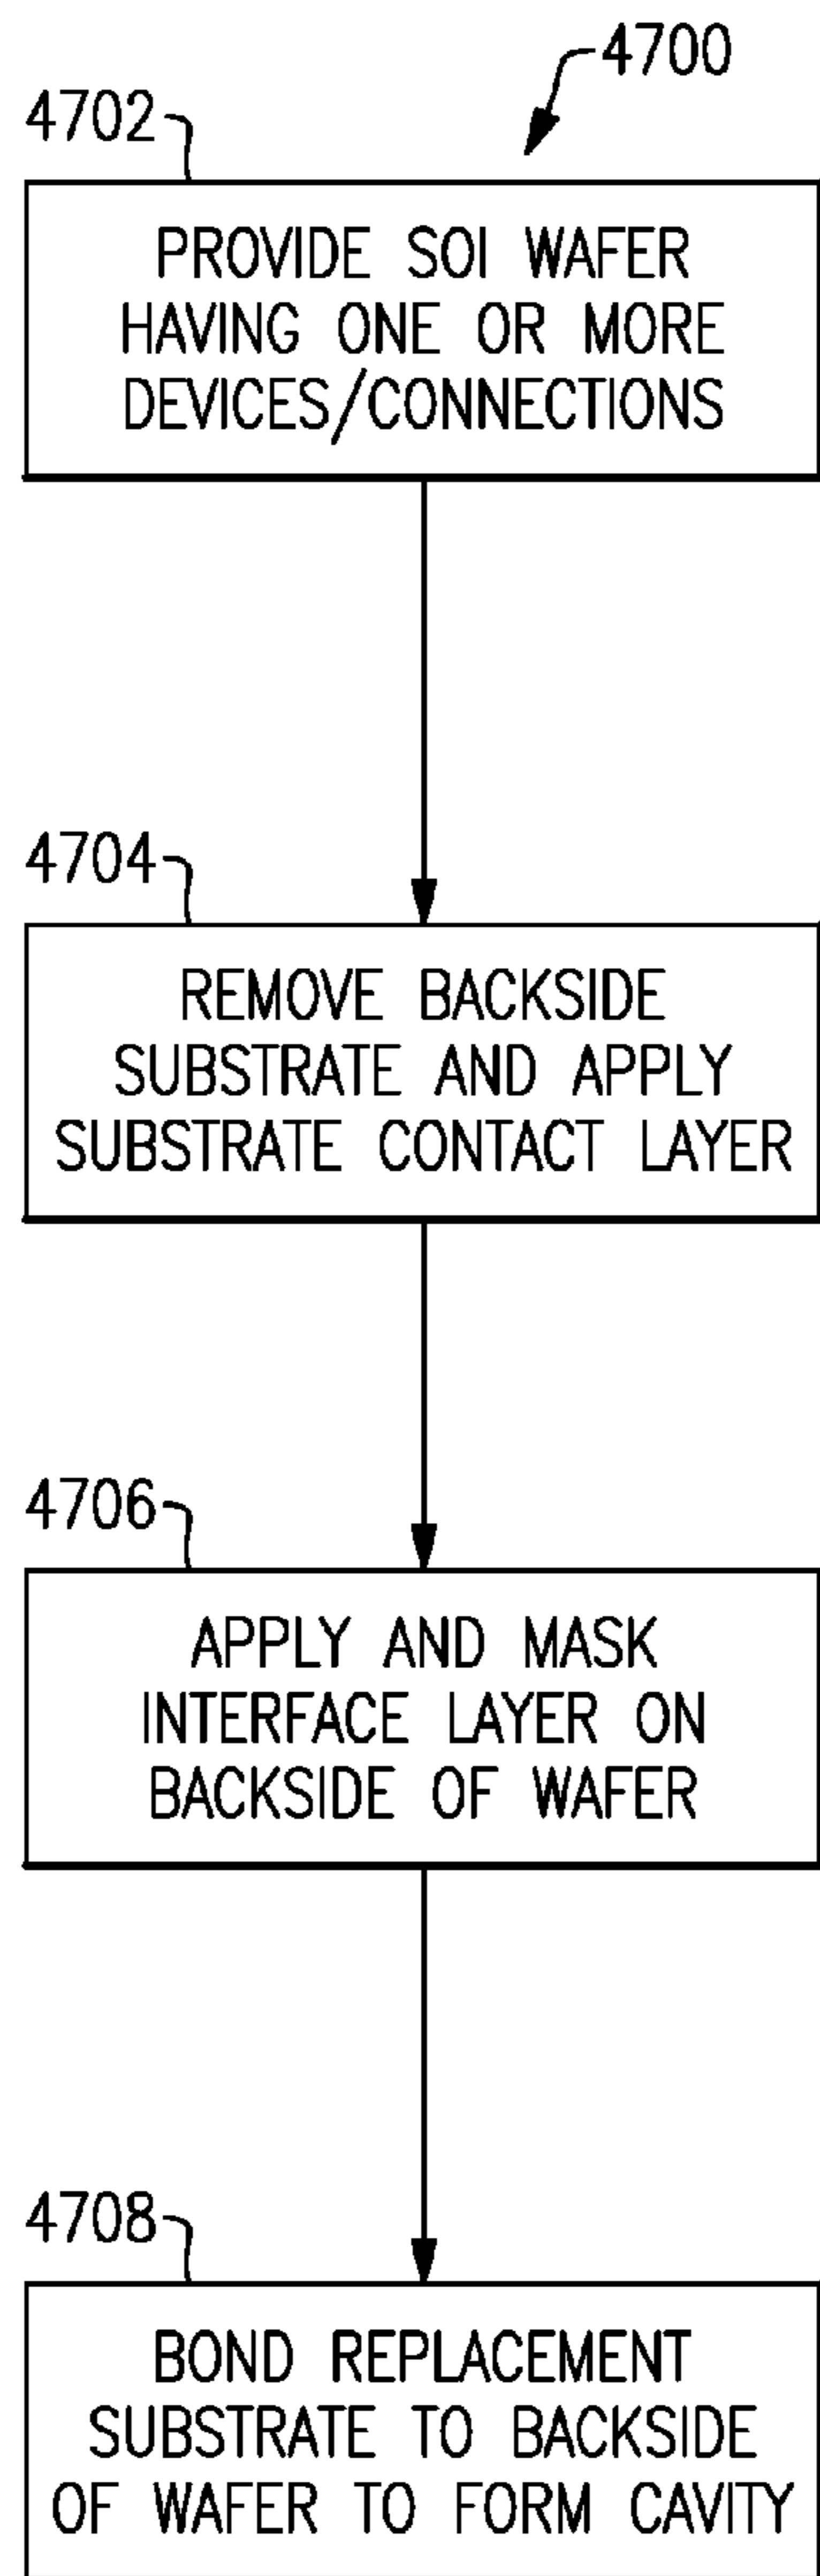 4700
4702
PROVIDE SOI WAFER
HAVING ONE OR MORE
DEVICES/CONNECTIONS
4704
REMOVE BACKSIDE
SUBSTRATE AND APPLY
SUBSTRATE CONTACT LAYER
4706
APPLY AND MASK
INTERFACE LAYER ON
BACKSIDE OF WAFER
4708
BOND REPLACEMENT
SUBSTRATE TO BACKSIDE
OF WAFER TO FORM CAVITY